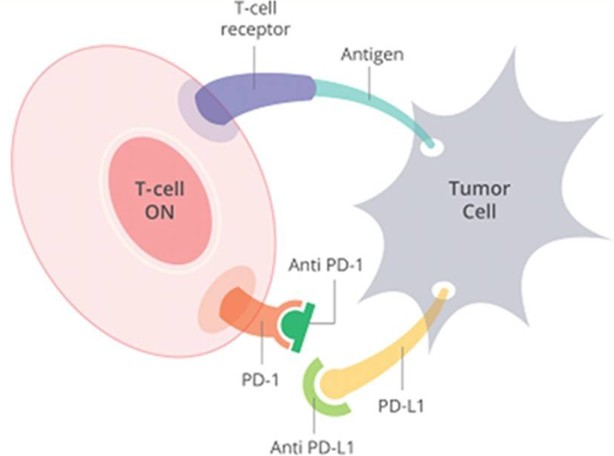 T-cell
receptor
Antigen
T-cell
ON
Tumor
Cell
Anti PD-1
PD-1
PD-L1
Anti PD-L1